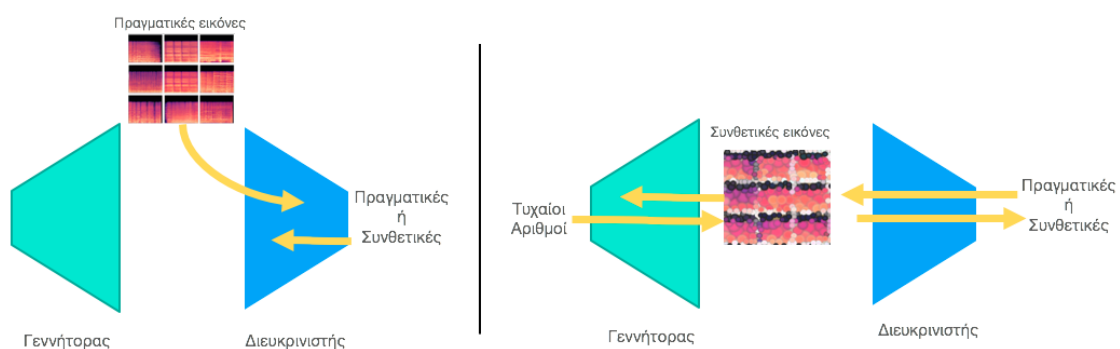 Πραγματικές εικόνες
Πραγματικές
ή
Συνθετικές
Γεννήτορας
Διευκρινιστής
Συνθετικές εικόνες
Τυχαίοι
Αριθμοί
Πραγματικές
ή
Συνθετικές
Γεννήτορας
Διευκρινιστής